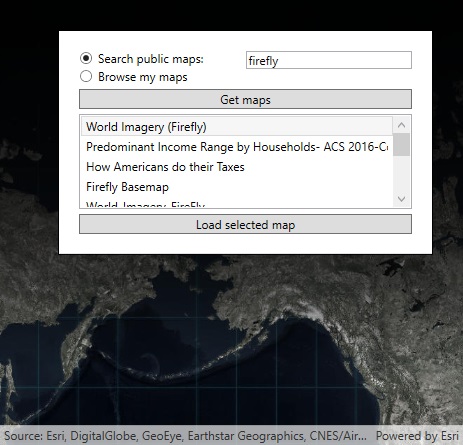 Search public maps:
firefly
Browse my maps
Get maps
World Imagery (Firefly)
Predominant Income Range by Households- ACS 2016-C
How Americans do their Taxes
Firefly Basemap
World Imagery FireFly
Load selected map
Source: Esri, DigitalGlobe, GeoEye, Earthstar Geographics, CNES/Air...
Powered by Esri